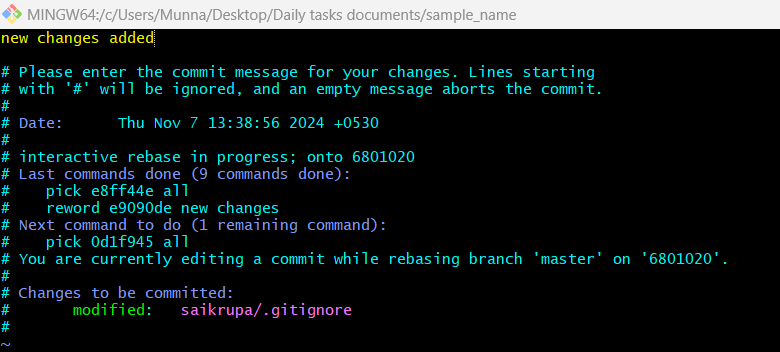 MINGW64:/c/Users/Munna/Desktop/Daily tasks documents/sample_name
new changes added
# Please enter the commit message for your changes. Lines starting
# with '#' will be ignored, and an empty message aborts the commit.
#
# Date:      Thu Nov 7 13:38:56 2024 +0530
#
# interactive rebase in progress; onto 6801020
# Last commands done (9 commands done):
#    pick e8ff44e all
#    reword e9090de new changes
# Next command to do (1 remaining command):
#    pick 0d1f945 all
# You are currently editing a commit while rebasing branch 'master' on '6801020'.
#
# Changes to be committed:
#       modified:   saikrupa/.gitignore
#
~